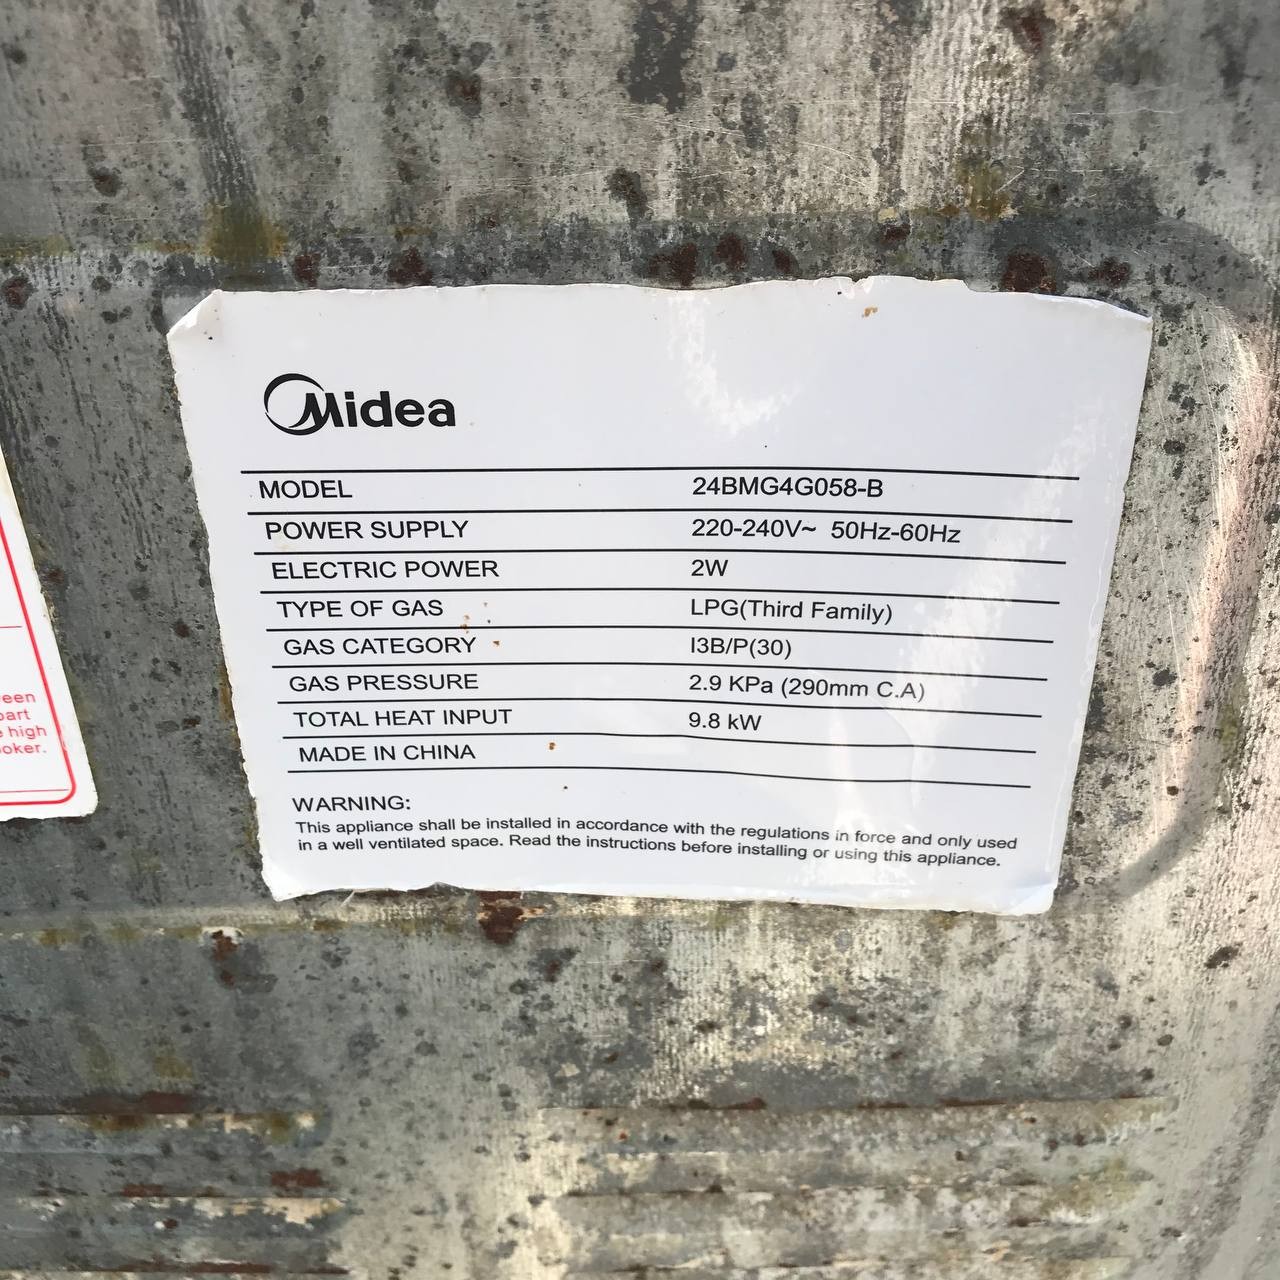 Midea
MODEL 24BMG4G058-B
POWER SUPPLY 220-240V~ 50Hz-60Hz
ELECTRIC POWER 2W
TYPE OF GAS LPG(Third Family)
GAS CATEGORY I3B/P(30)
GAS PRESSURE 2.9 KPa (290mm C.A)
TOTAL HEAT INPUT 9.8 kW
MADE IN CHINA
WARNING:
This appliance shall be installed in accordance with the regulations in force and only used
in a well ventilated space. Read the instructions before installing or using this appliance.
high